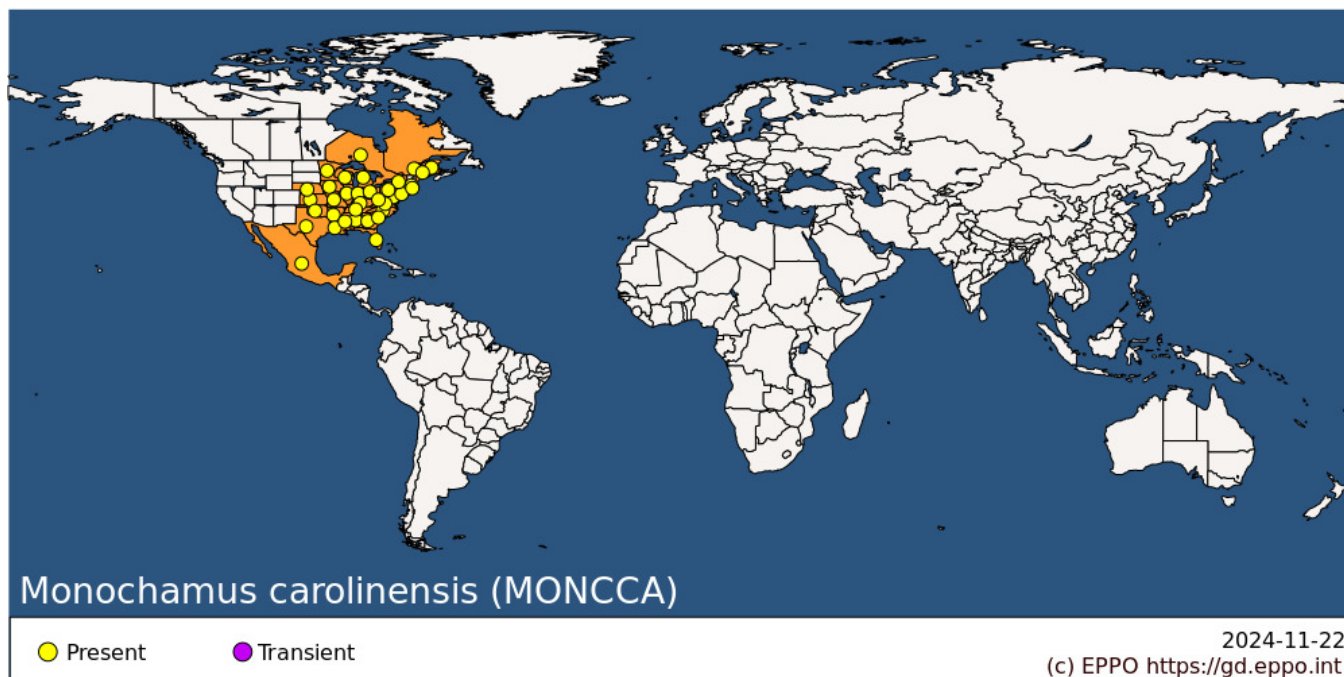 Monochamus carolinensis (MONCCA)
Present
Transient
2024-11-22
(c) EPPO https://gd.eppo.int